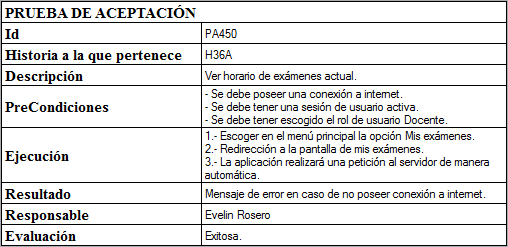 PRUEBA DE ACEPTACIÓN
Id PA450
Historia a la que pertenece H36A
Descripción Ver horario de exámenes actual.
PreCondiciones
- Se debe poseer una conexión a internet.
- Se debe tener una sesión de usuario activa.
- Se debe tener escogido el rol de usuario Docente.
Ejecución
1.- Escoger en el menú principal la opción Mis exámenes.
2.- Redirección a la pantalla de mis exámenes.
3.- La aplicación realizará una petición al servidor de manera
automática.
Resultado Mensaje de error en caso de no poseer conexión a internet.
Responsable Evelin Rosero
Evaluación Exitosa.